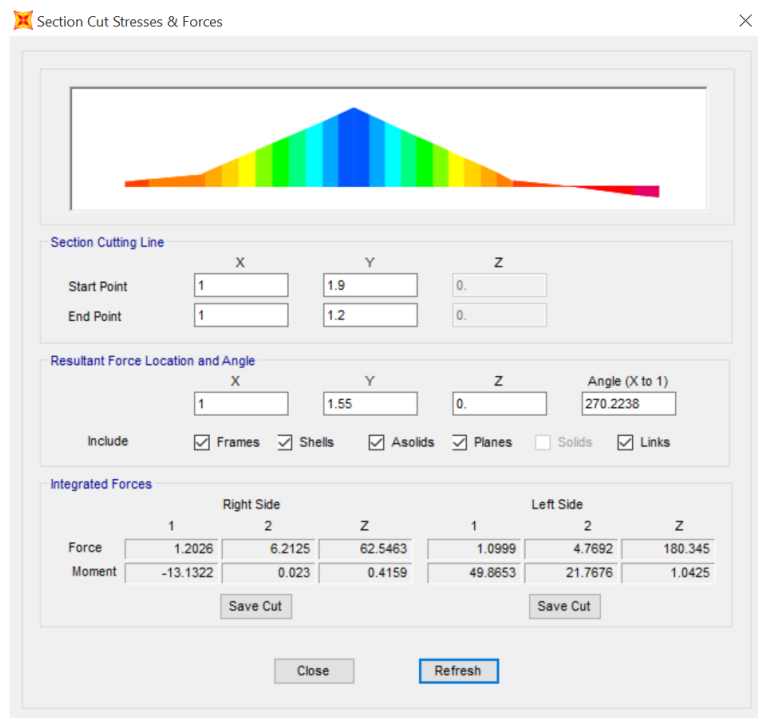 Section Cut Stresses & Forces
Section Cutting Line
X Y Z
Start Point 1 1.9 0.
End Point 1 1.2 0.
Resultant Force Location and Angle
X Y Z Angle (X to 1)
1 1.55 0. 270.2238
Include Frames Shells Asolids Planes Solids Links
Integrated Forces
Right Side Left Side
1 2 Z 1 2 Z
Force 1.2026 6.2125 62.5463 1.0999 4.7692 180.345
Moment -13.1322 0.023 0.4159 49.8653 21.7676 1.0425
Save Cut Save Cut
Close Refresh